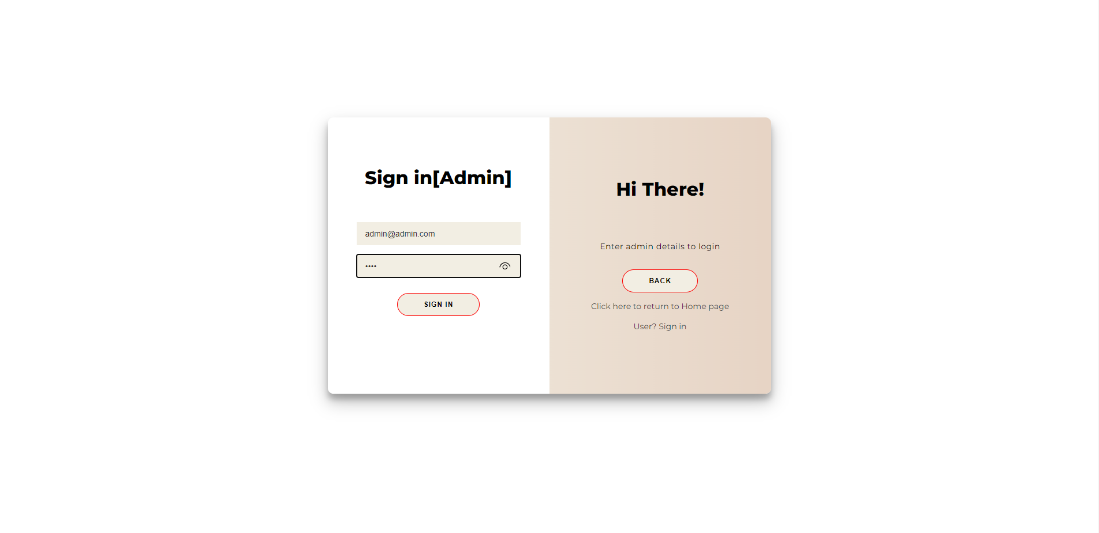 Sign in[Admin]
admin@admin.com
••••
SIGN IN
Hi There!
Enter admin details to login
BACK
Click here to return to Home page
User? Sign in